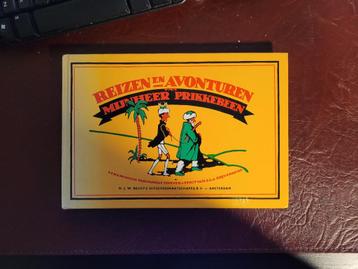 REIZEN EN AVONTUREN
VAN
MIJNHEER PRIKKEBEEN
H.J.W. BECHT'S UITGEVERSMAATSCHAPPIJ B.V. — AMSTERDAM